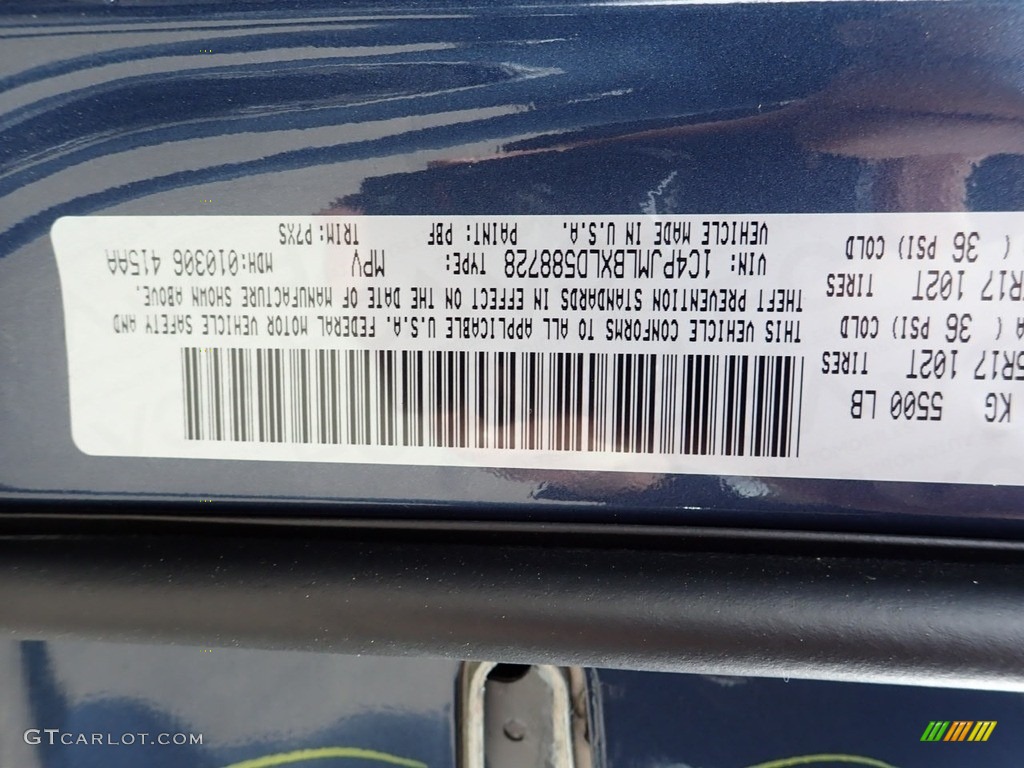 KG 5500 LB
5R17 102T TIRES
A ( 36 PSI) COLD
R17 102T TIRES
( 36 PSI) COLD
THIS VEHICLE CONFORMS TO ALL APPLICABLE U.S.A. FEDERAL MOTOR VEHICLE SAFETY AND
THEFT PREVENTION STANDARDS IN EFFECT ON THE DATE OF MANUFACTURE SHOWN ABOVE.
VIN: 1C4PJMLBXLD588728 TYPE: MPV MDH:010306 415AA
VEHICLE MADE IN U.S.A. PAINT: PBF TRIM: P7XS
GTCARLOT.COM